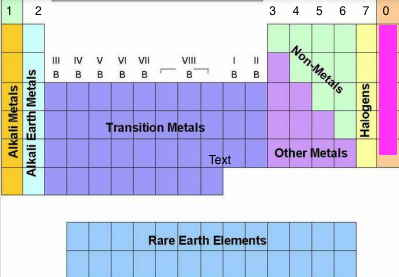 1 2 3 4 5 6 7 0
III IV V VI VII VIII I II
B B B B B B B B
Alkali Metals
Alkali Earth Metals
Transition Metals
Text
Non-Metals
Other Metals
Halogens
Rare Earth Elements